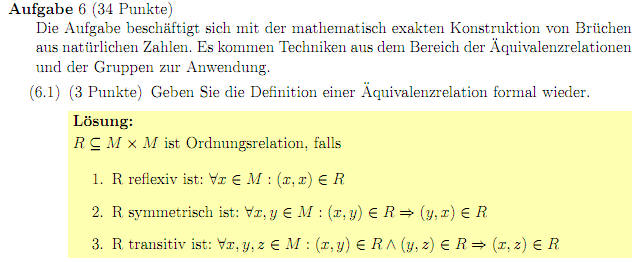 Aufgabe 6 (34 Punkte)
Die Aufgabe beschäftigt sich mit der mathematisch exakten Konstruktion von Brüchen
aus natürlichen Zahlen. Es kommen Techniken aus dem Bereich der Äquivalenzrelationen
und der Gruppen zur Anwendung.
(6.1) (3 Punkte) Geben Sie die Definition einer Äquivalenzrelation formal wieder.
Lösung:
R ⊆ M × M ist Ordnungsrelation, falls
1. R reflexiv ist: ∀x ∈ M : (x, x) ∈ R
2. R symmetrisch ist: ∀x, y ∈ M : (x, y) ∈ R ⇒ (y, x) ∈ R
3. R transitiv ist: ∀x, y, z ∈ M : (x, y) ∈ R ∧ (y, z) ∈ R ⇒ (x, z) ∈ R